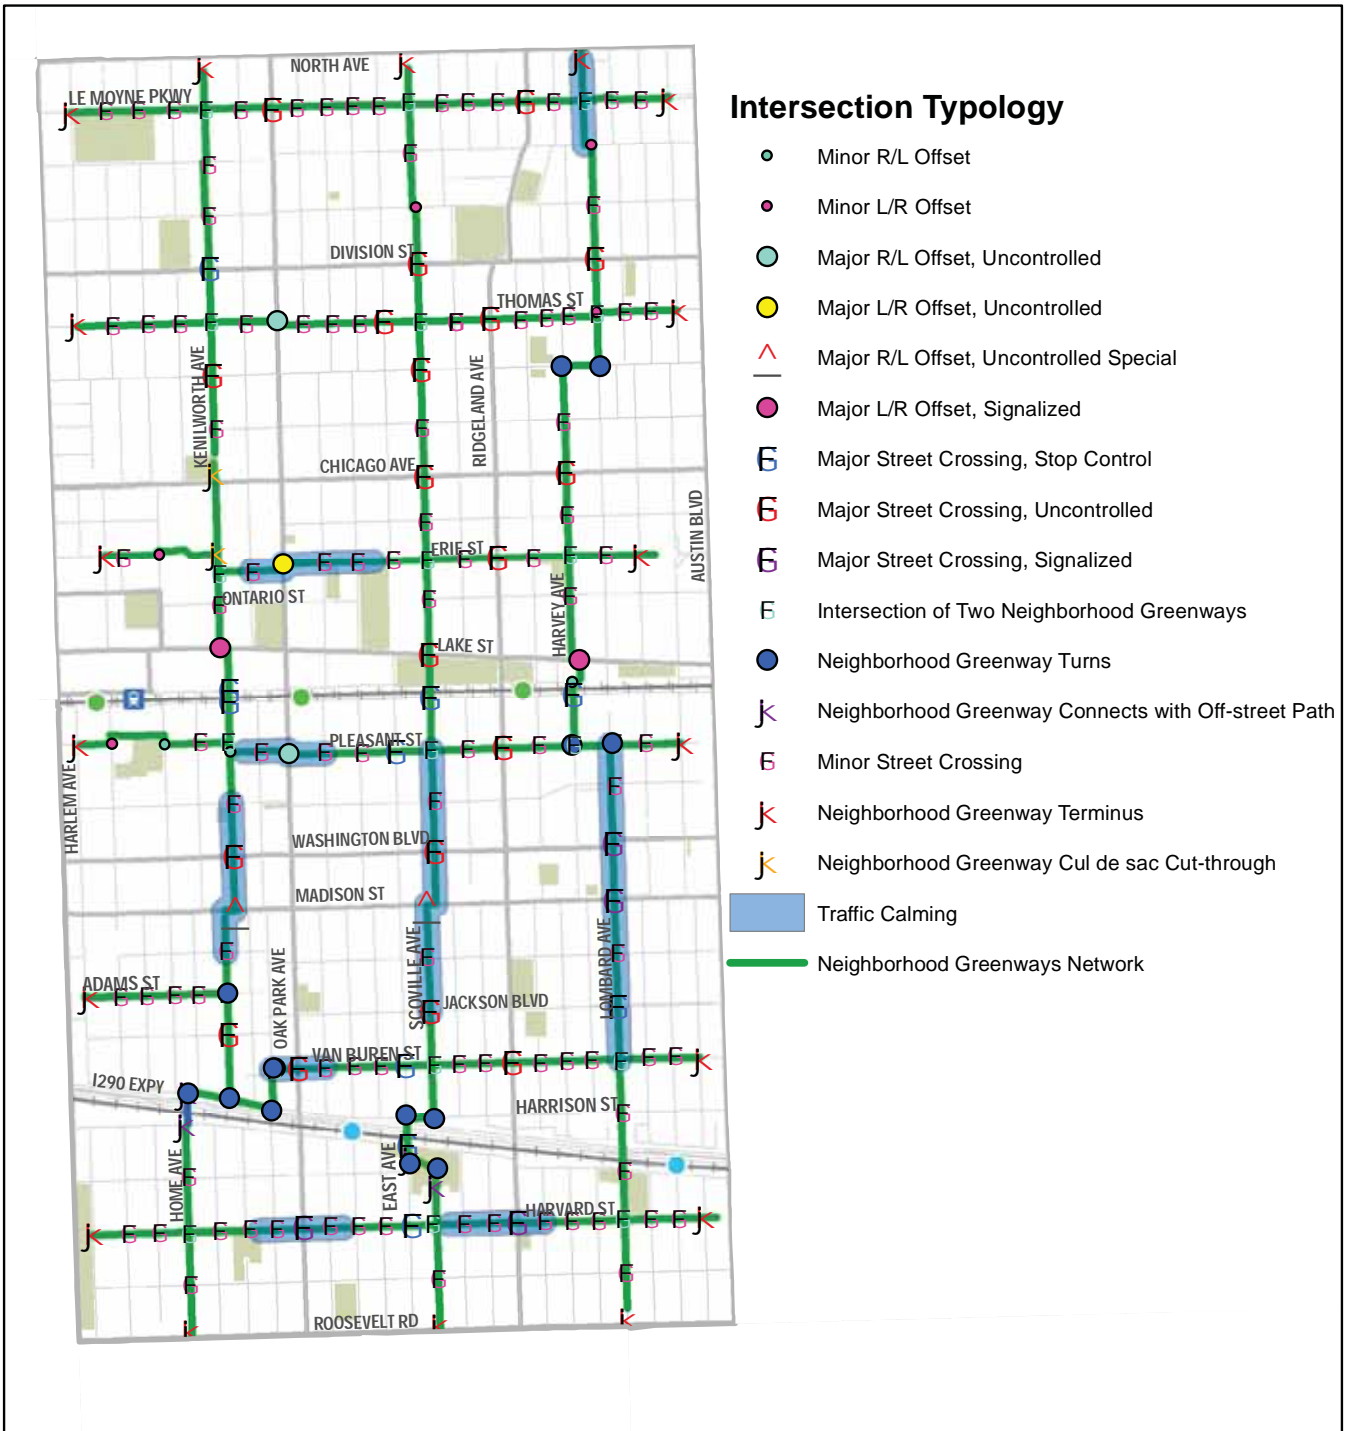 NORTH AVE
LE MOYNE PKWY
DIVISION ST
THOMAS ST
KENILWORTH AVE
RIDGELAND AVE
CHICAGO AVE
AUSTIN BLVD
ERIE ST
ONTARIO ST
HARVEY AVE
LAKE ST
PLEASANT ST
HARLEM AVE
WASHINGTON BLVD
MADISON ST
OAK PARK AVE
SCOVILLE AVE
LOMBARD AVE
ADAMS ST
JACKSON BLVD
VAN BUREN ST
I290 EXPY
HARRISON ST
HOME AVE
EAST AVE
HARVARD ST
ROOSEVELT RD
Intersection Typology
Minor R/L Offset
Minor L/R Offset
Major R/L Offset, Uncontrolled
Major L/R Offset, Uncontrolled
Major R/L Offset, Uncontrolled Special
Major L/R Offset, Signalized
Major Street Crossing, Stop Control
Major Street Crossing, Uncontrolled
Major Street Crossing, Signalized
Intersection of Two Neighborhood Greenways
Neighborhood Greenway Turns
Neighborhood Greenway Connects with Off-street Path
Minor Street Crossing
Neighborhood Greenway Terminus
Neighborhood Greenway Cul de sac Cut-through
Traffic Calming
Neighborhood Greenways Network